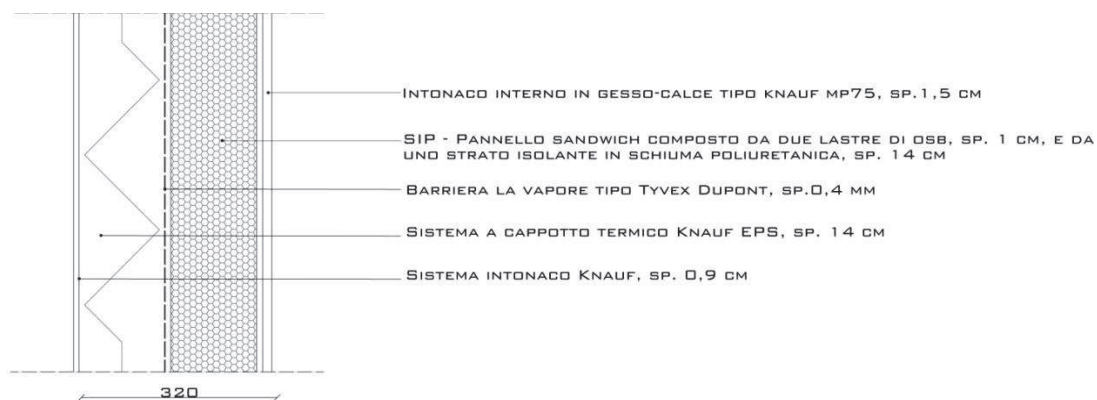 INTONACO INTERNO IN GESSO-CALCE TIPO KNAUF MP75, SP.1,5 CM
SIP - PANNELLO SANDWICH COMPOSTO DA DUE LASTRE DI OSB, SP. 1 CM, E DA
UNO STRATO ISOLANTE IN SCHIUMA POLIURETANICA, SP. 14 CM
BARRIERA LA VAPORE TIPO TYVEX DUPONT, SP.0,4 MM
SISTEMA A CAPPOTTO TERMICO KNAUF EPS, SP. 14 CM
SISTEMA INTONACO KNAUF, SP. 0,9 CM
320